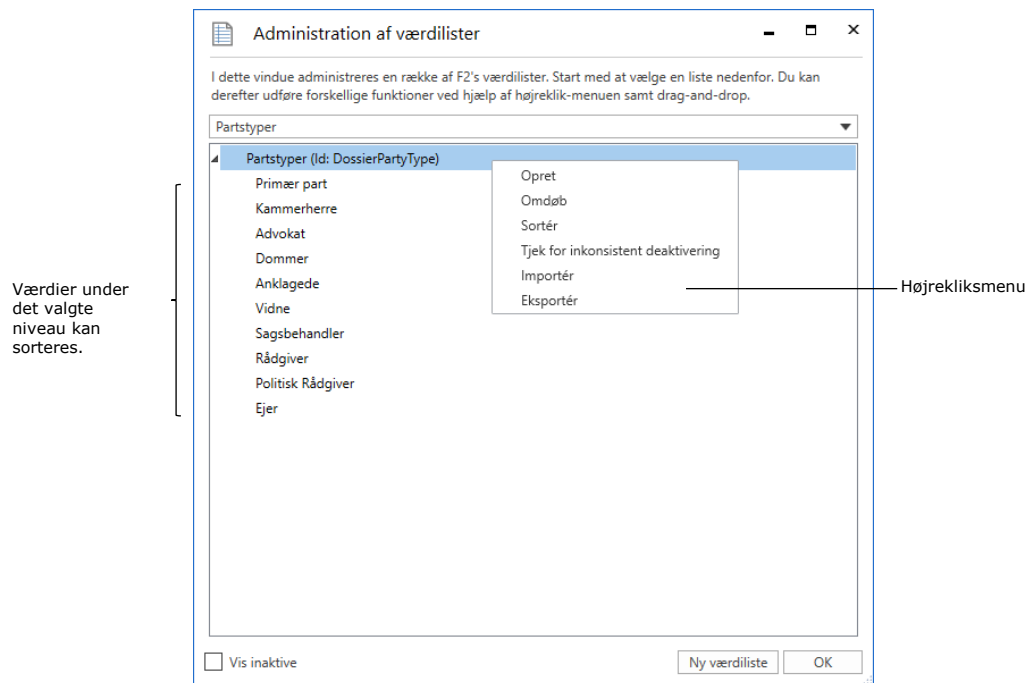 Administration af værdilister
I dette vindue administreres en række af F2's værdilister. Start med at vælge en liste nedenfor. Du kan
derefter udføre forskellige funktioner ved hjælp af højreklik-menuen samt drag-and-drop.
Partstyper
Partstyper (Id: DossierPartyType)
Primær part
Kammerherre
Advokat
Dommer
Anklagede
Vidne
Sagsbehandler
Rådgiver
Politisk Rådgiver
Ejer
Opret
Omdøb
Sortér
Tjek for inkonsistent deaktivering
Importér
Eksportér
Værdier under
det valgte
niveau kan
sorteres.
Højrekliksmenu
Vis inaktive
Ny værdiliste
OK